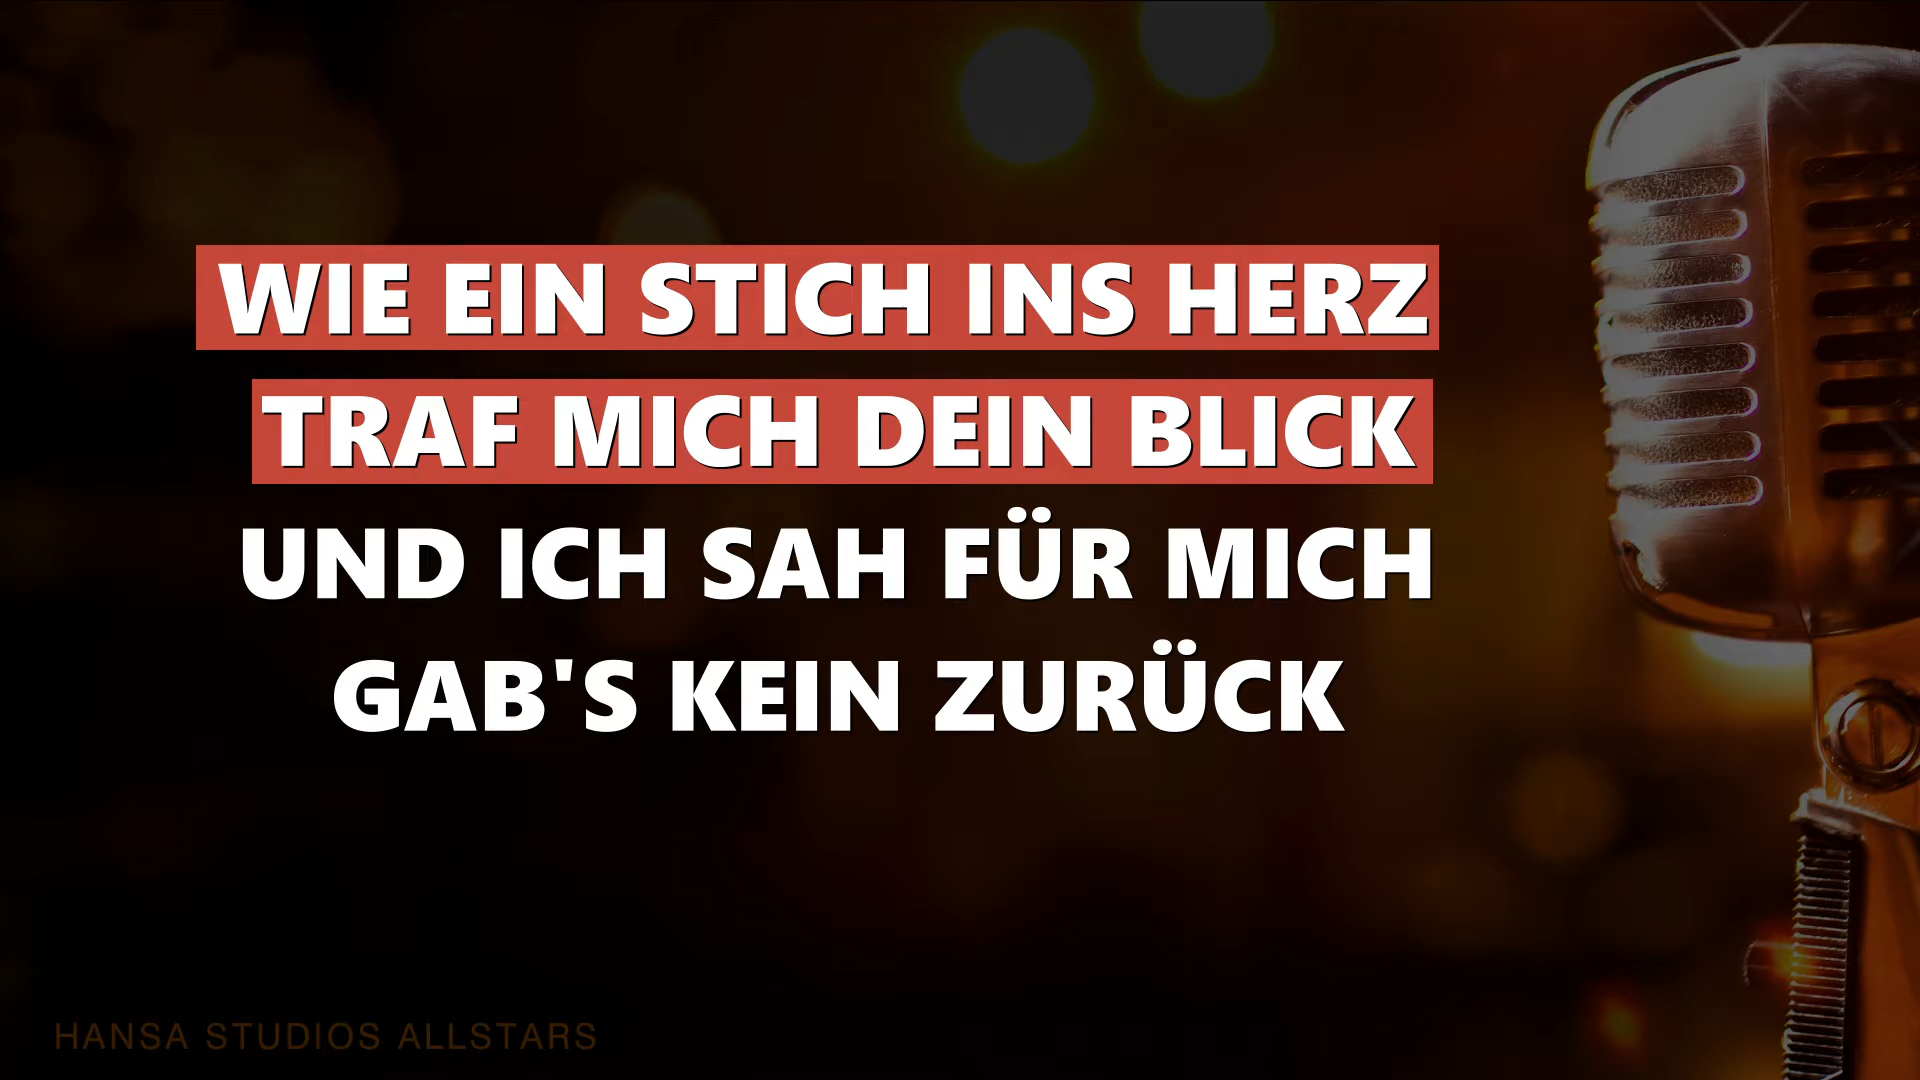 WIE EIN STICH INS HERZ
TRAF MICH DEIN BLICK
UND ICH SAH FÜR MICH
GAB'S KEIN ZURÜCK
HANSA STUDIOS ALLSTARS